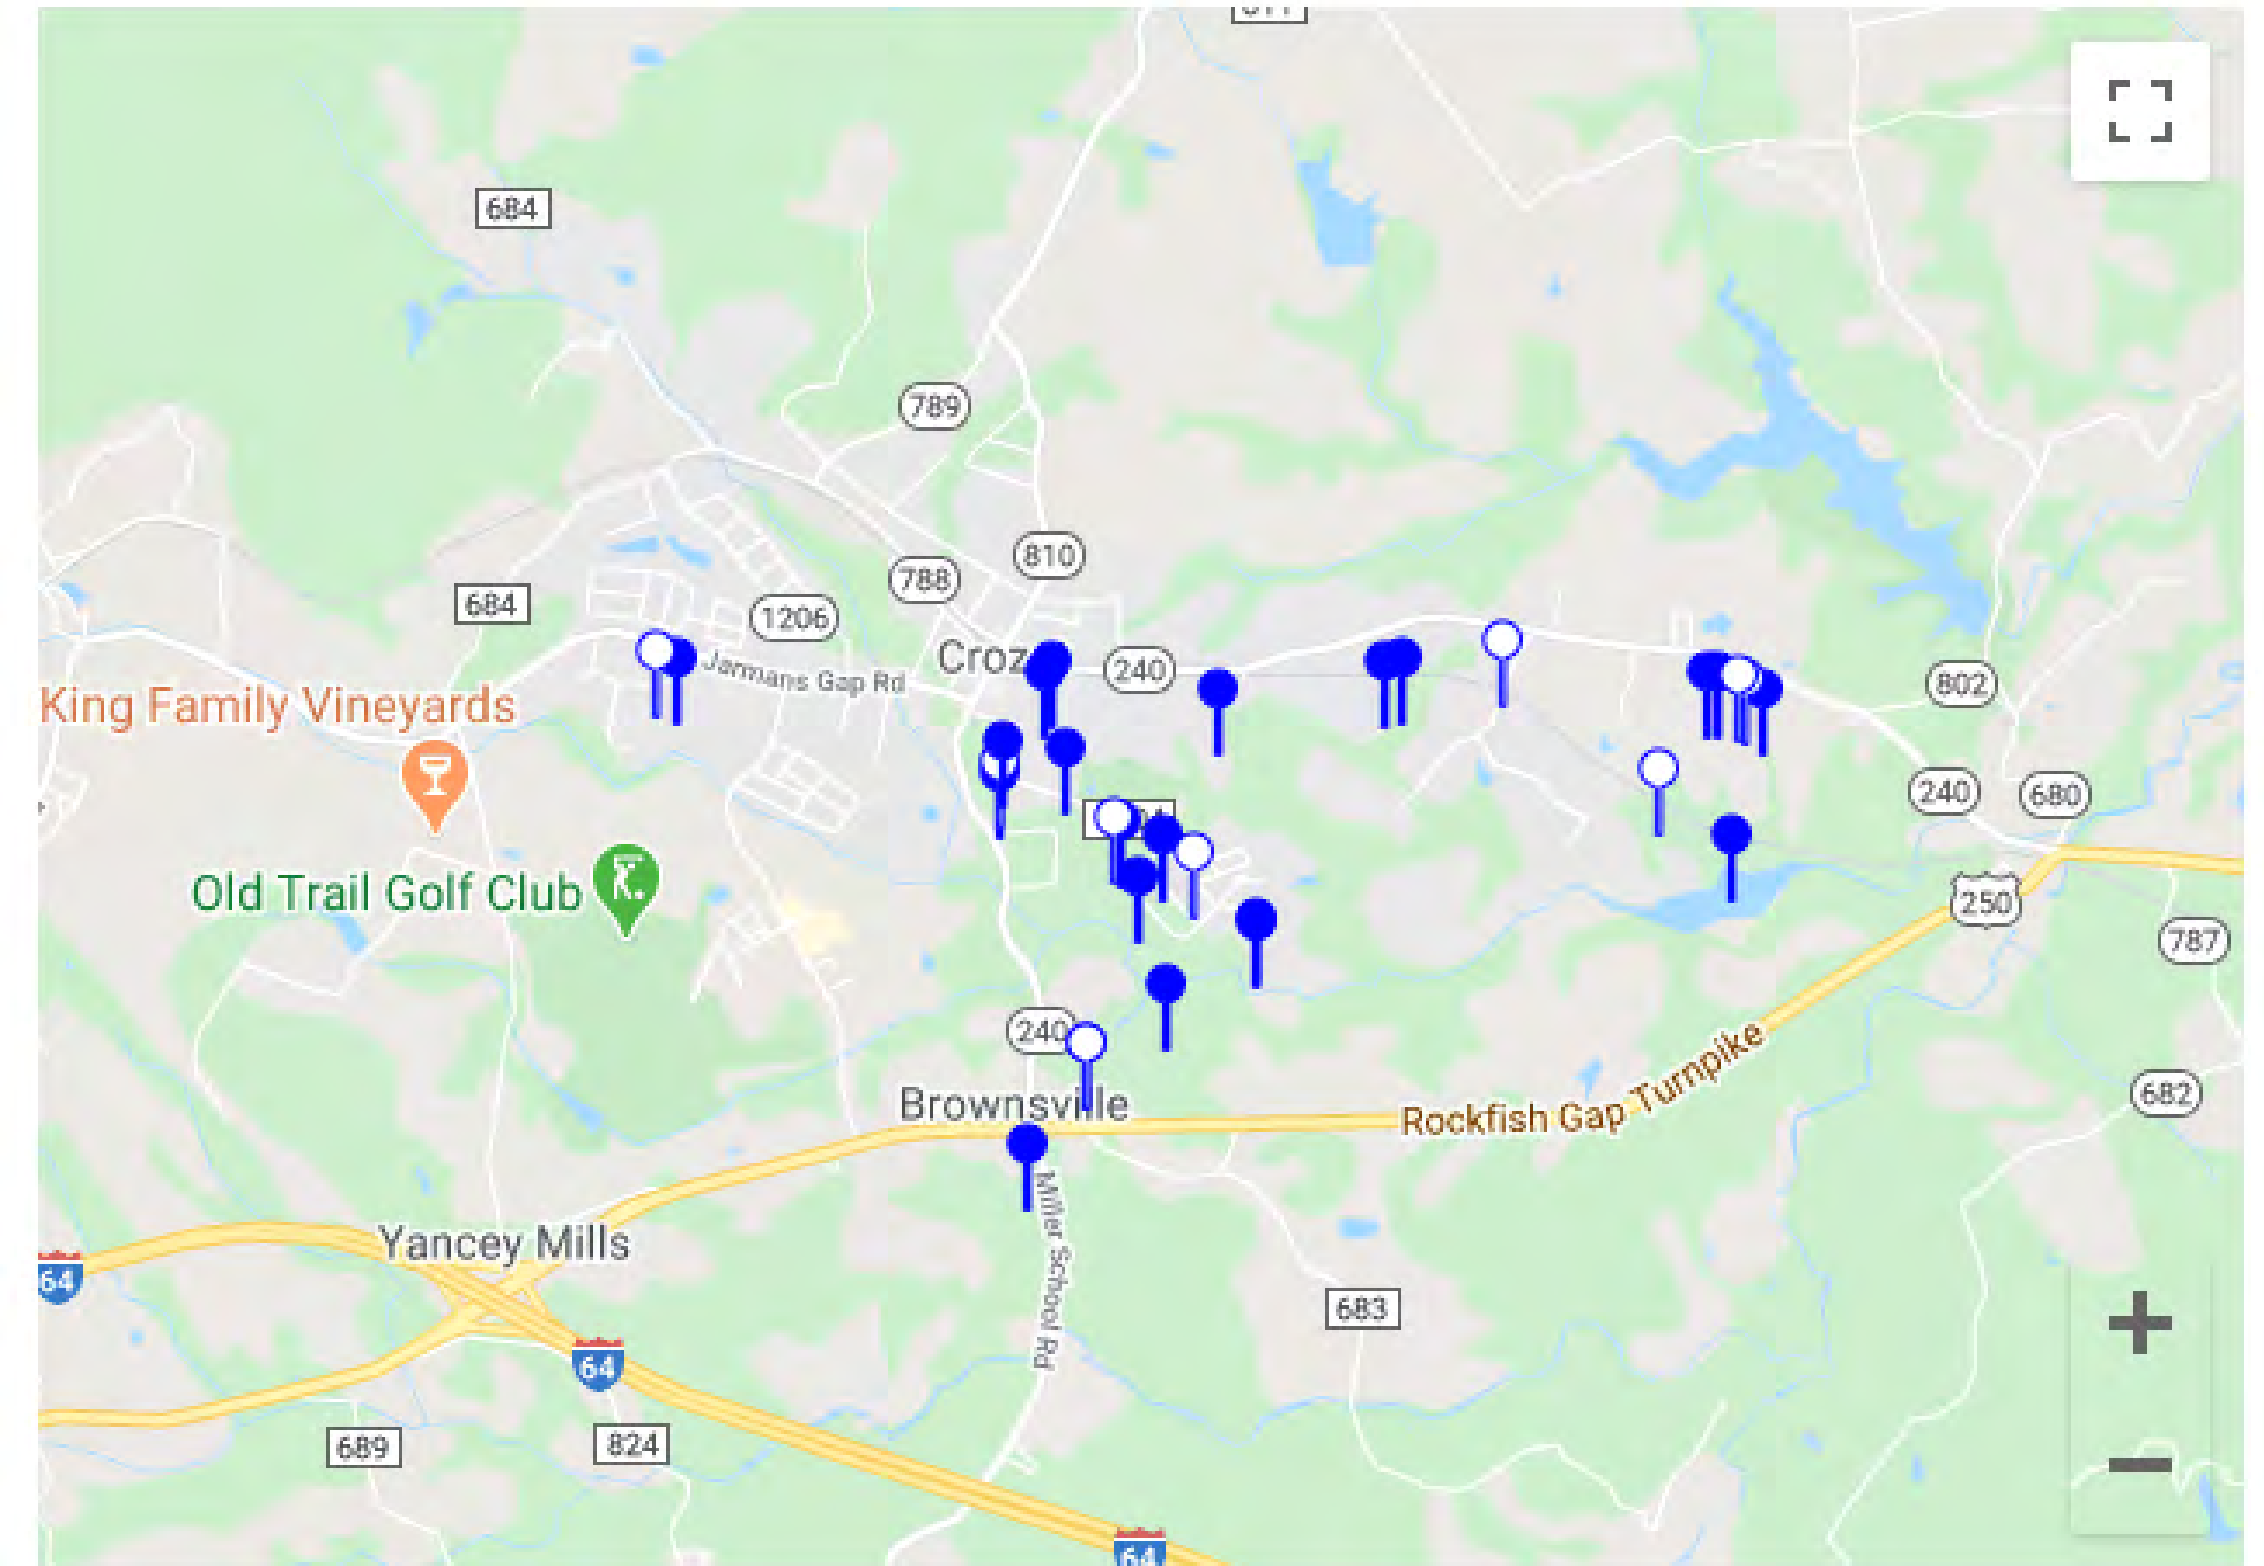 684
789
810
788
684
1206
Croz
240
Jarmans Gap Rd
802
King Family Vineyards
240
680
Old Trail Golf Club
250
787
240
Rockfish Gap Turnpike
682
Brownsville
Miller School Rd
Yancey Mills
64
683
64
689
824
64